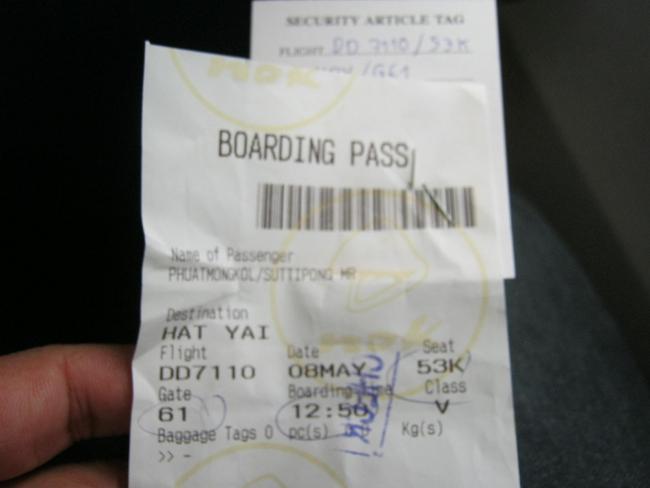 SECURITY ARTICLE TAG
FLIGHT DD 7110 / 53K
/G61
NOK
BOARDING PASS
Name of Passenger
PHUATMONGKOL/SUTTIPONG MR
Destination
HAT YAI
Flight Date Seat
DD7110 08MAY 53K
Gate Boarding Class
61 12:50 V
Baggage Tags 0 pc(s) Kg(s)
>> -